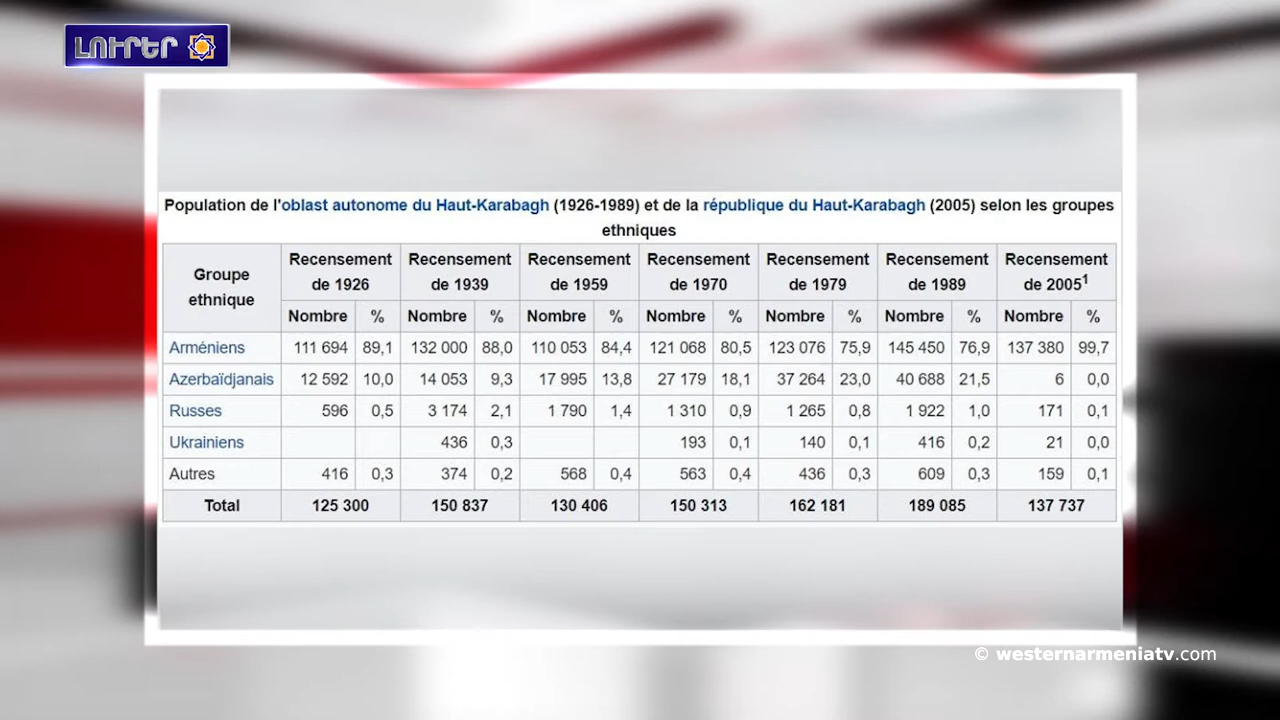 ԼՈՒՐԵՐ
Population de l'oblast autonome du Haut-Karabagh (1926-1989) et de la république du Haut-Karabagh (2005) selon les groupes
ethniques
Groupe ethnique Recensement de 1926 Recensement de 1939 Recensement de 1959 Recensement de 1970 Recensement de 1979 Recensement de 1989 Recensement de 2005¹
Nombre % Nombre % Nombre % Nombre % Nombre % Nombre % Nombre %
Arméniens 111 694 89,1 132 000 88,0 110 053 84,4 121 068 80,5 123 076 75,9 145 450 76,9 137 380 99,7
Azerbaïdjanais 12 592 10,0 14 053 9,3 17 995 13,8 27 179 18,1 37 264 23,0 40 688 21,5 6 0,0
Russes 596 0,5 3 174 2,1 1 790 1,4 1 310 0,9 1 265 0,8 1 922 1,0 171 0,1
Ukrainiens 436 0,3 193 0,1 140 0,1 416 0,2 21 0,0
Autres 416 0,3 374 0,2 568 0,4 563 0,4 436 0,3 609 0,3 159 0,1
Total 125 300 150 837 130 406 150 313 162 181 189 085 137 737
© westernarmeniatv.com